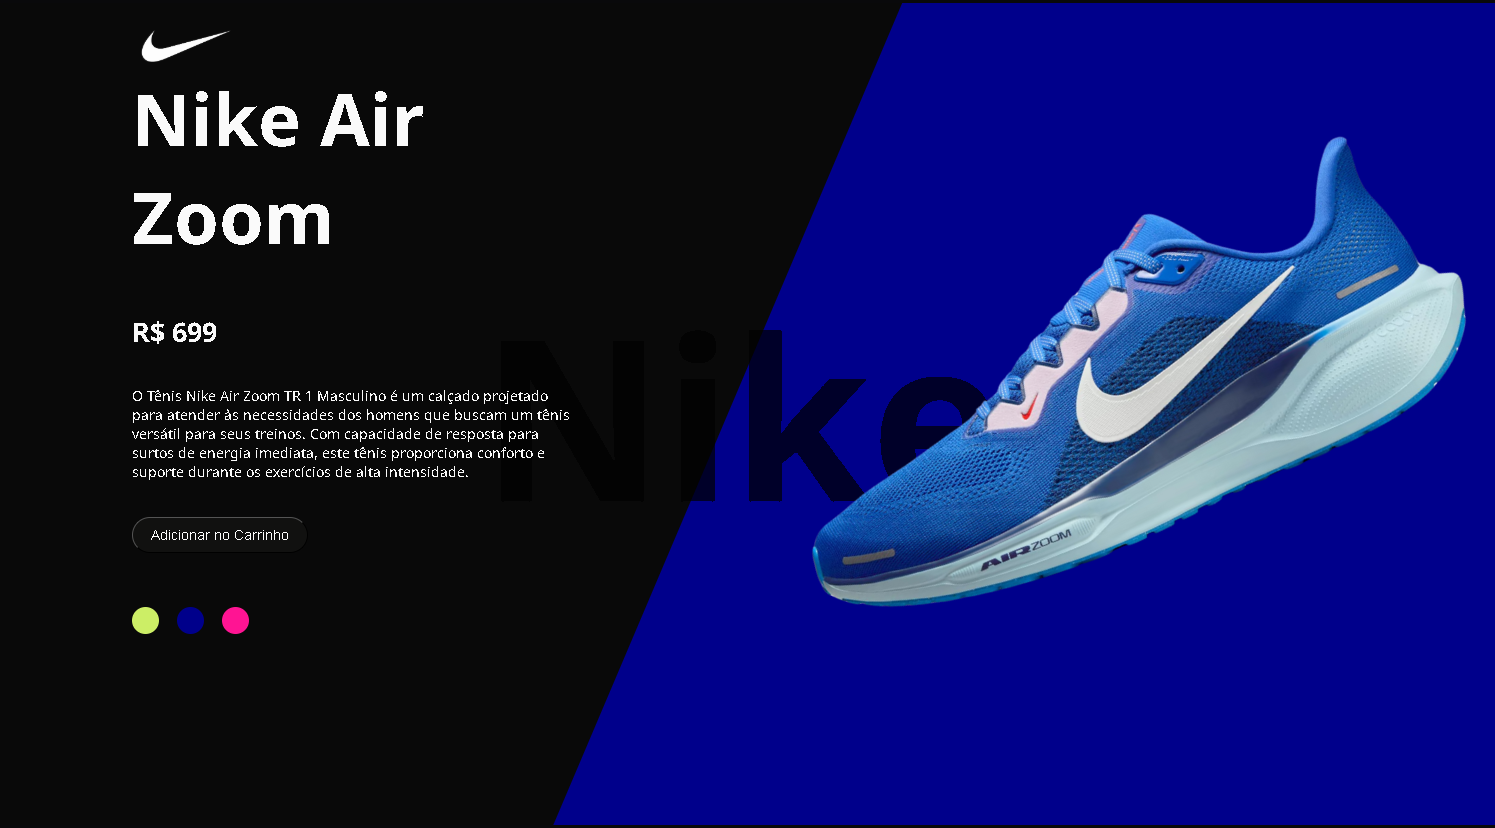 Nike Air
Zoom
R$ 699
Nike
O Tênis Nike Air Zoom TR 1 Masculino é um calçado projetado
para atender às necessidades dos homens que buscam um tênis
versátil para seus treinos. Com capacidade de resposta para
surtos de energia imediata, este tênis proporciona conforto e
suporte durante os exercícios de alta intensidade.
Adicionar no Carrinho
AIR ZOOM